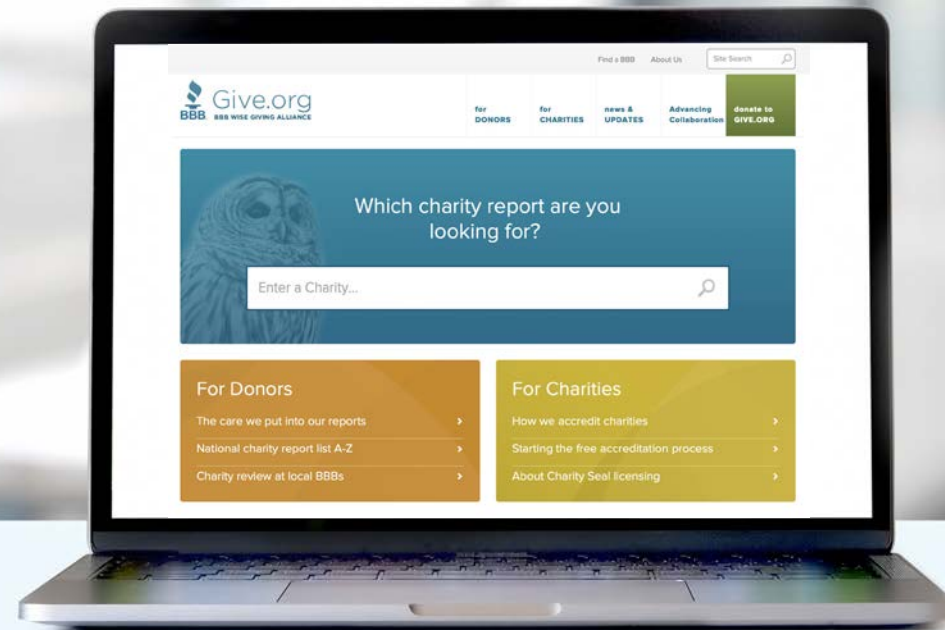 Find a BBB
About Us
Site Search
BBB
Give.org
BBB WISE GIVING ALLIANCE
for
DONORS
for
CHARITIES
news &
UPDATES
Advancing
Collaboration
donate to
GIVE.ORG
Which charity report are you
looking for?
Enter a Charity...
For Donors
The care we put into our reports
National charity report list A-Z
Charity review at local BBBs
For Charities
How we accredit charities
Starting the free accreditation process
About Charity Seal licensing